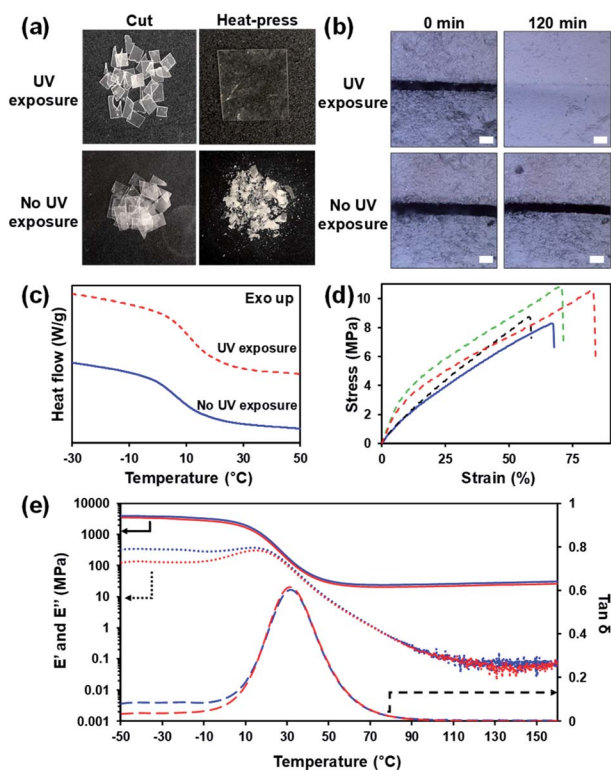 (a)
Cut
Heat-press
UV
exposure
No UV
exposure
(b)
0 min
120 min
UV
exposure
No UV
exposure
(c)
Exo up
UV exposure
No UV exposure
Heat flow (W/g)
-30
-10
10
30
50
Temperature (°C)
(d)
Stress (MPa)
10
8
6
4
2
0
0
25
50
75
Strain (%)
(e)
E' and E'' (MPa)
10000
1000
100
10
1
0.1
0.01
0.001
1
0.8
0.6
0.4
0.2
0
Tan δ
-50
-30
-10
10
30
50
70
90
110
130
150
Temperature (°C)